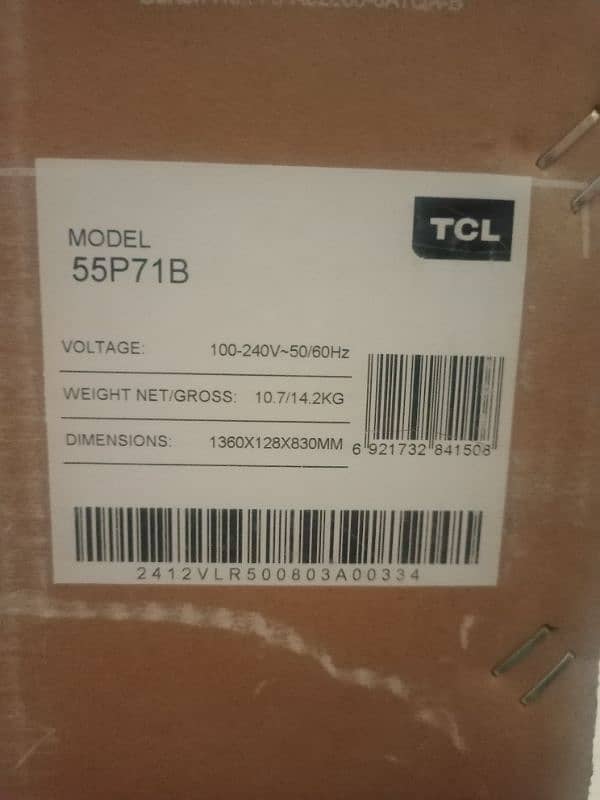 TCL
MODEL
55P71B
VOLTAGE: 100-240V~50/60Hz
WEIGHT NET/GROSS: 10.7/14.2KG
DIMENSIONS: 1360X128X830MM
6 921732 841508
2412VLR500803A00334